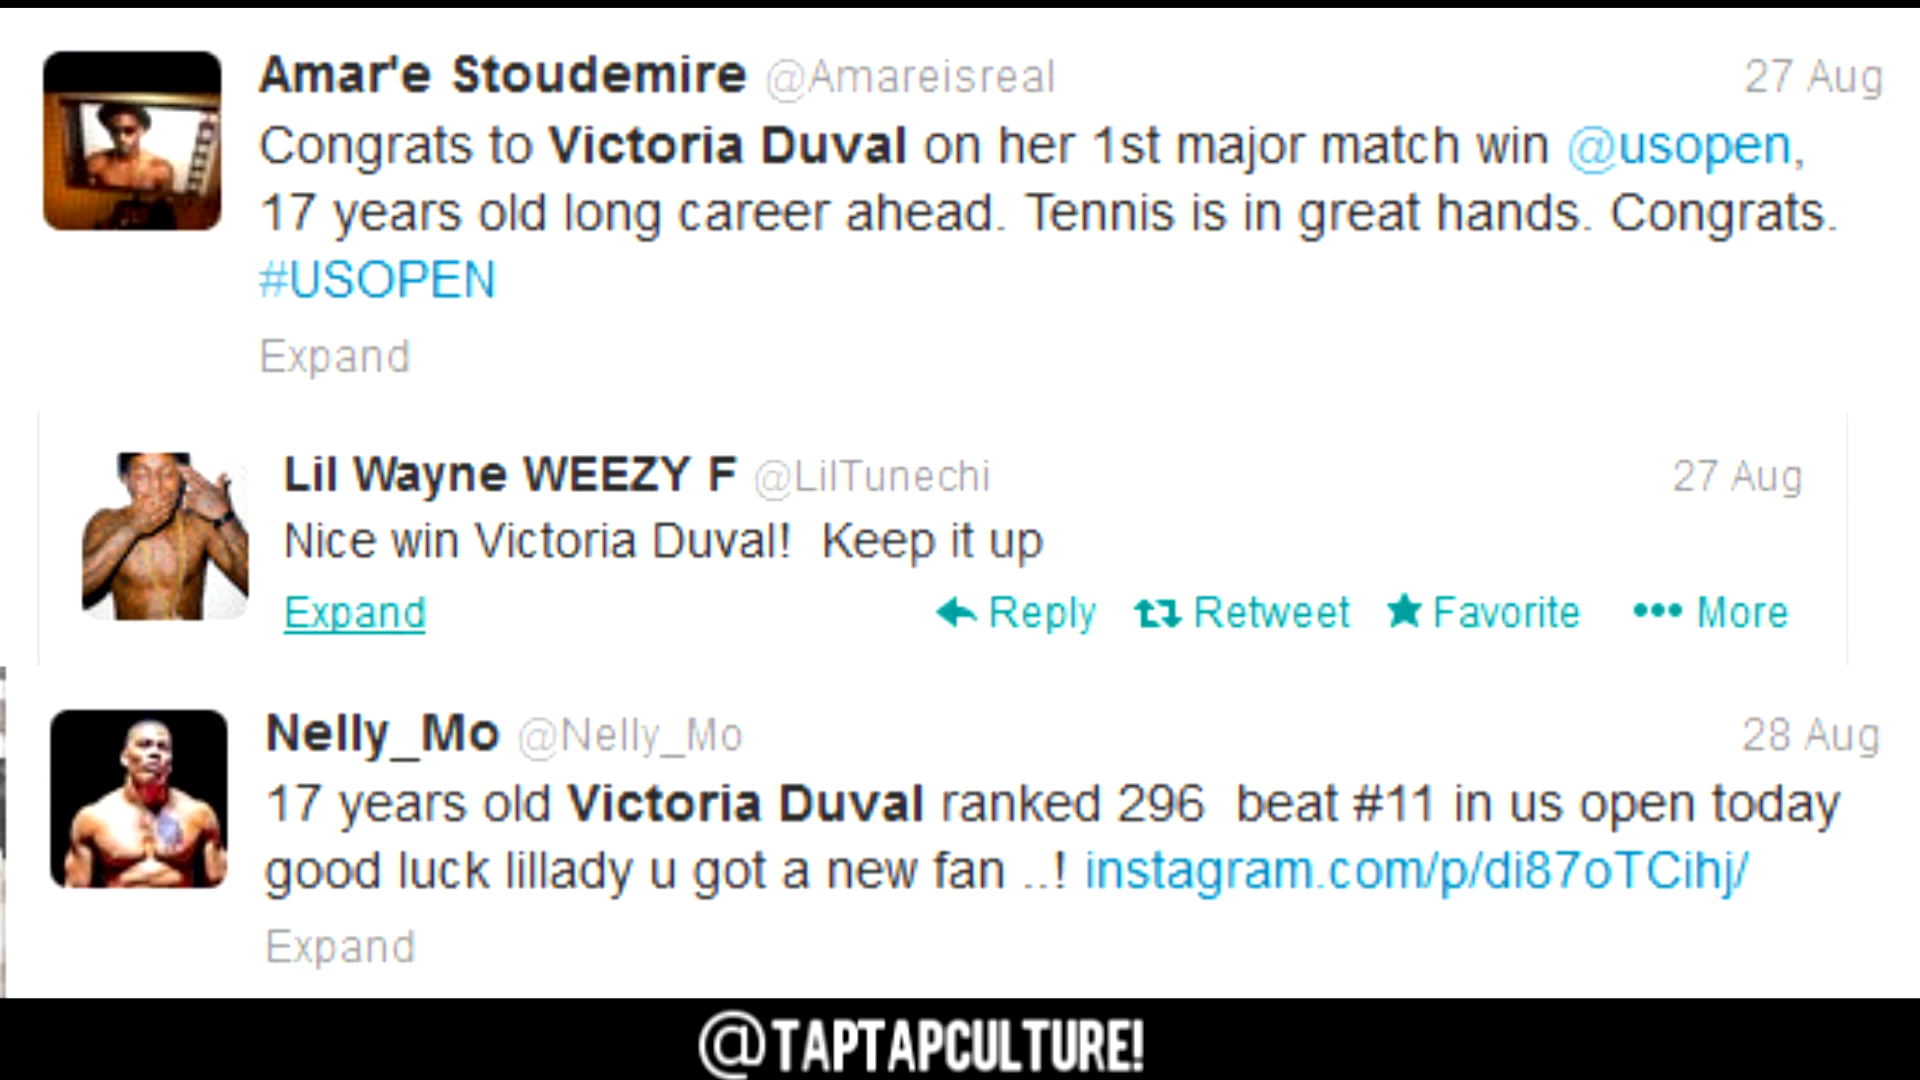 Amar'e Stoudemire @Amareisreal 27 Aug
Congrats to Victoria Duval on her 1st major match win @usopen,
17 years old long career ahead. Tennis is in great hands. Congrats.
#USOPEN
Expand
Lil Wayne WEEZY F @LilTunechi 27 Aug
Nice win Victoria Duval!  Keep it up
Expand Reply Retweet Favorite More
Nelly_Mo @Nelly_Mo 28 Aug
17 years old Victoria Duval ranked 296  beat #11 in us open today
good luck lillady u got a new fan ..! instagram.com/p/di87oTCihj/
Expand
@TAPTAPCULTURE!